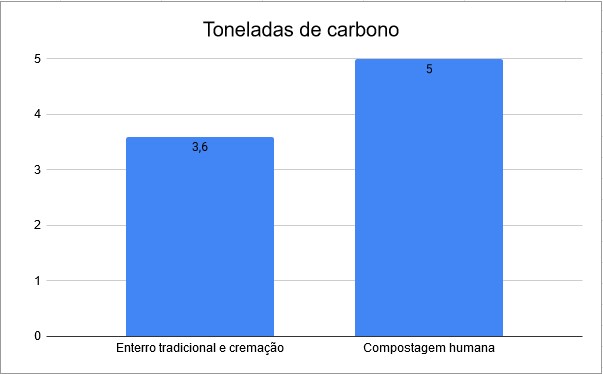 Toneladas de carbono
5
4
3
2
1
0
3,6
5
Enterro tradicional e cremação
Compostagem humana